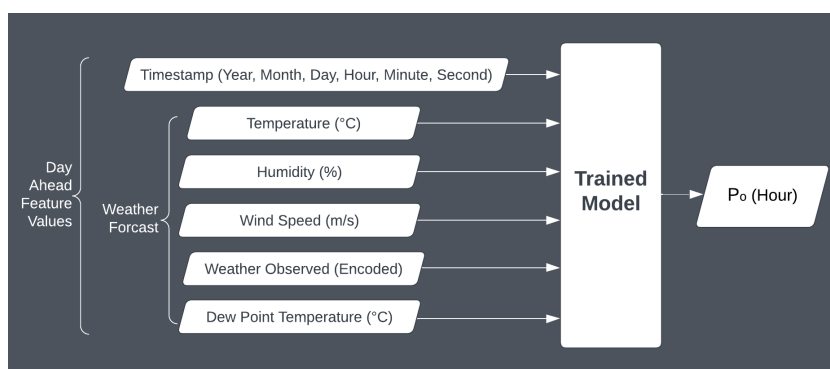 Timestamp (Year, Month, Day, Hour, Minute, Second)
Temperature (°C)
Day
Ahead
Feature
Values
Humidity (%)
Trained
Model
P₀ (Hour)
Weather
Forcast
Wind Speed (m/s)
Weather Observed (Encoded)
Dew Point Temperature (°C)